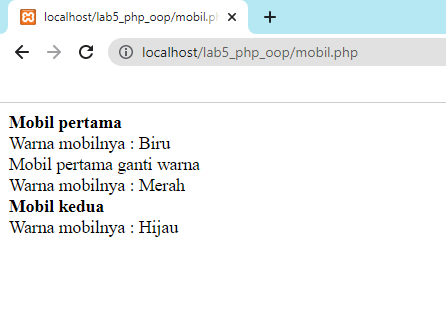 localhost/lab5_php_oop/mobil.ph
localhost/lab5_php_oop/mobil.php
Mobil pertama
Warna mobilnya : Biru
Mobil pertama ganti warna
Warna mobilnya : Merah
Mobil kedua
Warna mobilnya : Hijau